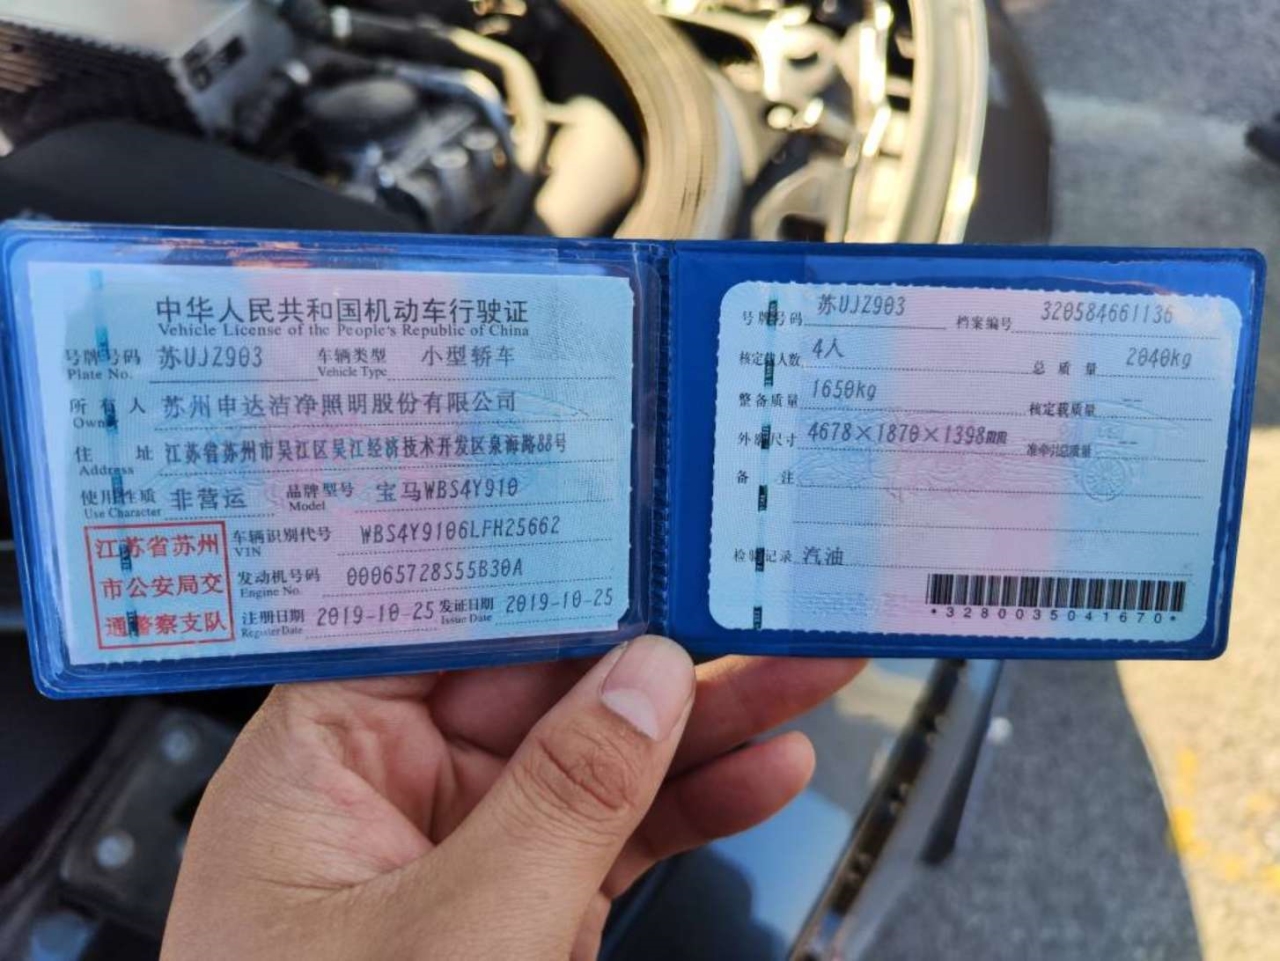 中华人民共和国机动车行驶证
Vehicle License of the People's Republic of China
号牌号码 苏UJZ903 车辆类型 小型轿车
Plate No. Vehicle Type
所有人 苏州申达洁净照明股份有限公司
Owner
住址 江苏省苏州市吴江区吴江经济技术开发区泉海路88号
Address
使用性质 非营运 品牌型号 宝马WBS4Y910
Use Character Model
江苏省苏州
市公安局交
通警察支队
车辆识别代号 WBS4Y9106LFH25662
VIN
发动机号码 00065728S55B30A
Engine No.
注册日期 2019-10-25 发证日期 2019-10-25
Register Date Issue Date
号牌号码 苏UJZ903 档案编号 320584661136
核定载人数 4人 总质量 2040kg
整备质量 1650kg 核定载质量 --
外廓尺寸 4678×1870×1398mm 准牵引总质量 --
备注
检验记录 汽油
*3280035041670*